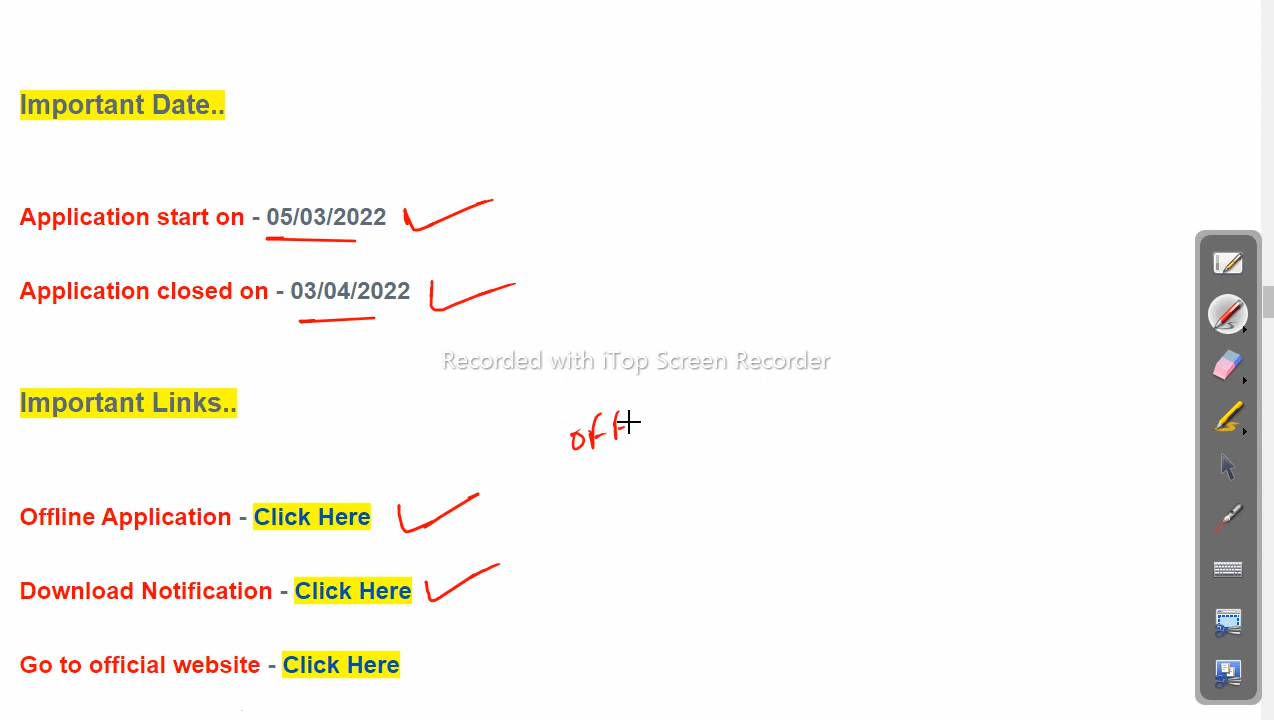 Important Date..
Application start on - 05/03/2022
Application closed on - 03/04/2022
Recorded with iTop Screen Recorder
Important Links..
off
Offline Application - Click Here
Download Notification - Click Here
Go to official website - Click Here